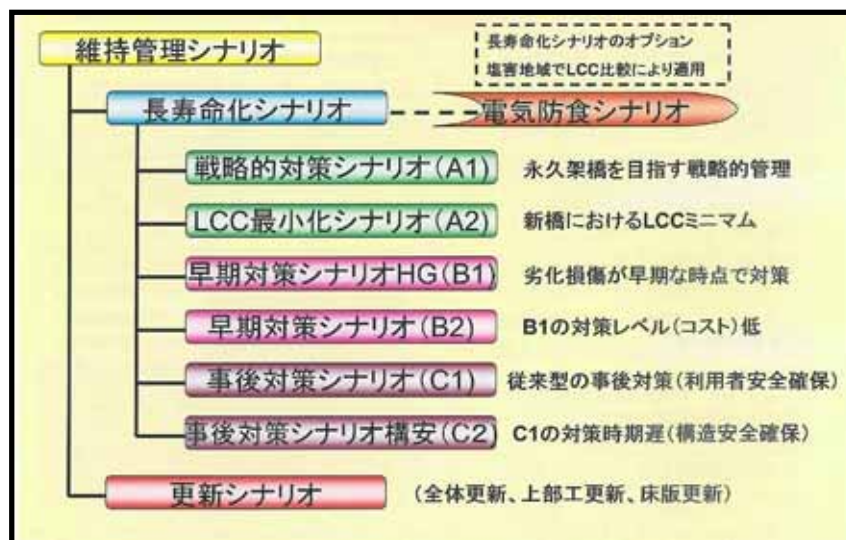 維持管理シナリオ
長寿命化シナリオのオプション
塩害地域でLCC比較により適用
長寿命化シナリオ
電気防食シナリオ
戦略的対策シナリオ(A1) 永久架橋を目指す戦略的管理
LCC最小化シナリオ(A2) 新橋におけるLCCミニマム
早期対策シナリオHG(B1) 劣化損傷が早期な時点で対策
早期対策シナリオ(B2) B1の対策レベル(コスト)低
事後対策シナリオ(C1) 従来型の事後対策(利用者安全確保)
事後対策シナリオ構安(C2) C1の対策時期遅(構造安全確保)
更新シナリオ (全体更新、上部工更新、床版更新)